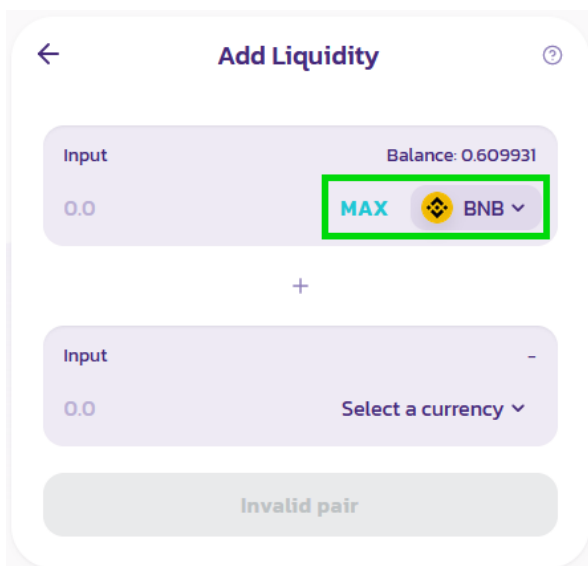 Add Liquidity
Input Balance: 0.609931
0.0 MAX BNB
+
Input -
0.0 Select a currency
Invalid pair